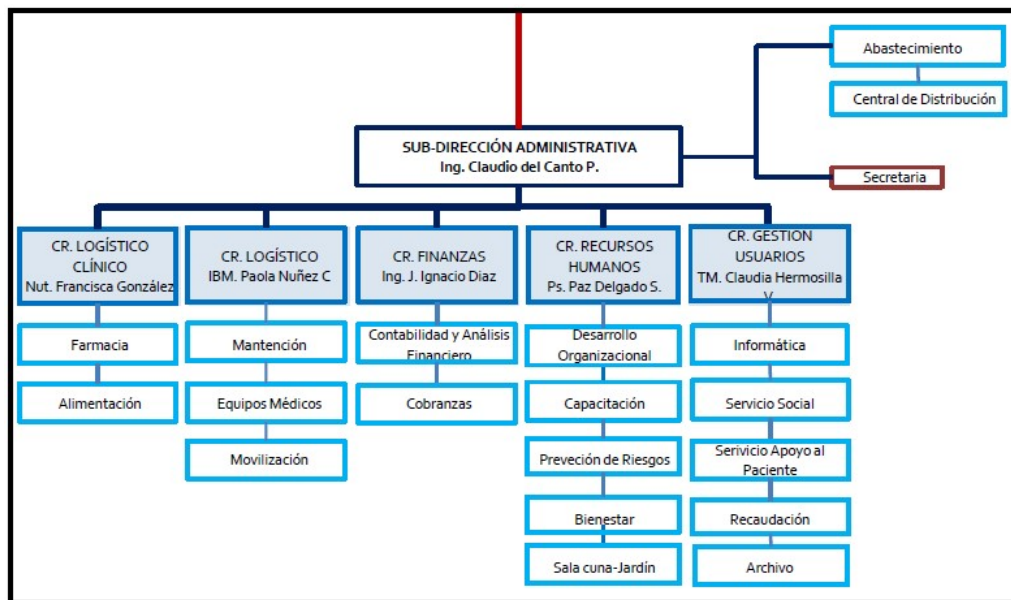 Abastecimiento
Central de Distribución
SUB-DIRECCIÓN ADMINISTRATIVA
Ing. Claudio del Canto P.
Secretaria
CR. LOGÍSTICO
CLÍNICO
Nut. Francisca González
CR. LOGÍSTICO
IBM. Paola Nuñez C
CR. FINANZAS
Ing. J. Ignacio Diaz
CR. RECURSOS
HUMANOS
Ps. Paz Delgado S.
CR. GESTION
USUARIOS
TM. Claudia Hermosilla
V
Farmacia
Alimentación
Mantención
Equipos Médicos
Movilización
Contabilidad y Análisis
Financiero
Cobranzas
Desarrollo
Organizacional
Capacitación
Preveción de Riesgos
Bienestar
Sala cuna-Jardín
Informática
Servicio Social
Serivicio Apoyo al
Paciente
Recaudación
Archivo